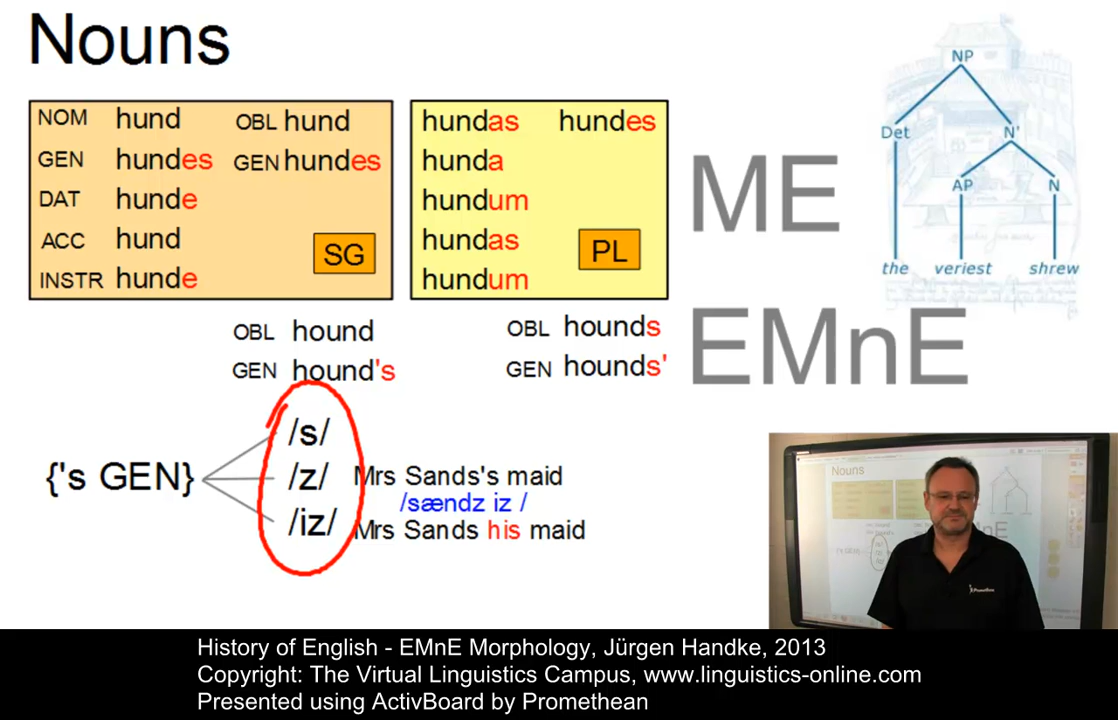 Nouns
NOM hund OBL hund
GEN hundes GEN hundes
DAT hunde
ACC hund
INSTR hunde
SG
hundas hundes
hunda
hundum
hundas
hundum
PL
ME
EMnE
NP
Det N'
AP N
the veriest shrew
OBL hound
GEN hound's
OBL hounds
GEN hounds'
{'s GEN}
/s/
/z/
/iz/
Mrs Sands's maid
/sændz iz /
Mrs Sands his maid
Nouns
Promethean
History of English - EMnE Morphology, Jürgen Handke, 2013
Copyright: The Virtual Linguistics Campus, www.linguistics-online.com
Presented using ActivBoard by Promethean